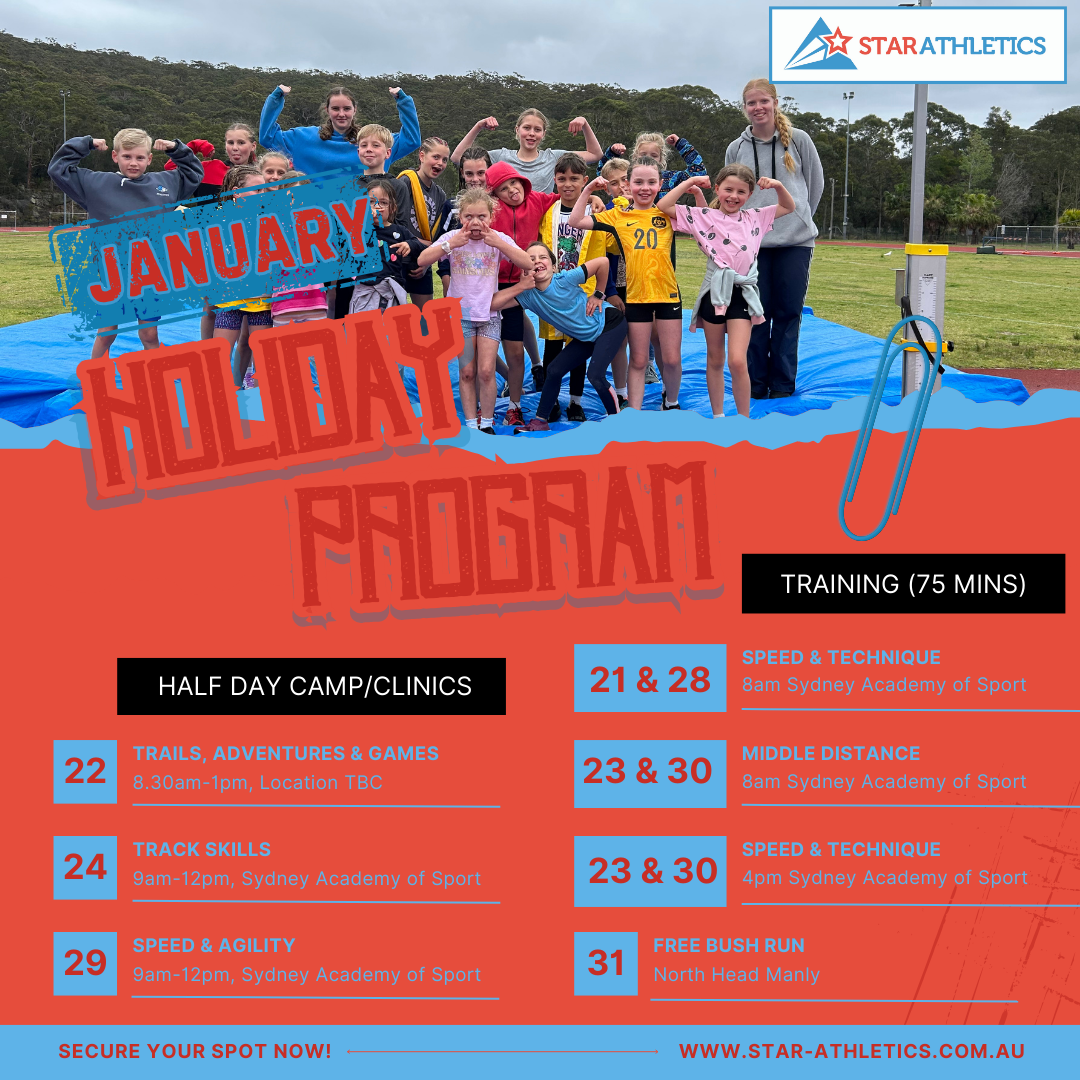 STAR ATHLETICS
20
JANUARY
HOLIDAY
PROGRAM
HALF DAY CAMP/CLINICS
22
TRAILS, ADVENTURES & GAMES
8.30am-1pm, Location TBC
24
TRACK SKILLS
9am-12pm, Sydney Academy of Sport
29
SPEED & AGILITY
9am-12pm, Sydney Academy of Sport
TRAINING (75 MINS)
21 & 28
SPEED & TECHNIQUE
8am Sydney Academy of Sport
23 & 30
MIDDLE DISTANCE
8am Sydney Academy of Sport
23 & 30
SPEED & TECHNIQUE
4pm Sydney Academy of Sport
31
FREE BUSH RUN
North Head Manly
SECURE YOUR SPOT NOW!
WWW.STAR-ATHLETICS.COM.AU